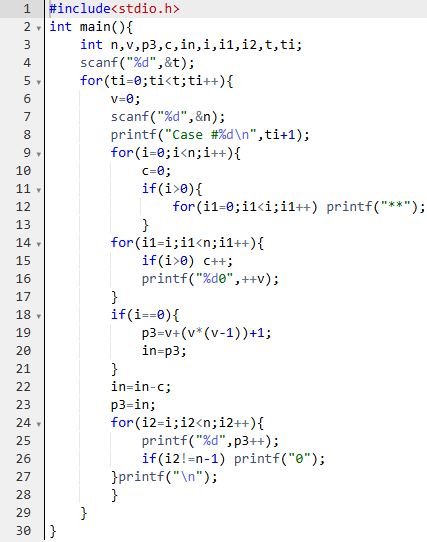 1 #include<stdio.h>
2 int main(){
3     int n,v,p3,c,in,i,i1,i2,t,ti;
4     scanf("%d",&t);
5     for(ti=0;ti<t;ti++){
6         v=0;
7         scanf("%d",&n);
8         printf("Case #%d\n",ti+1);
9         for(i=0;i<n;i++){
10             c=0;
11             if(i>0){
12                 for(i1=0;i1<i;i1++) printf("**");
13             }
14         for(i1=i;i1<n;i1++){
15             if(i>0) c++;
16             printf("%d0",++v);
17         }
18         if(i==0){
19             p3=v+(v*(v-1))+1;
20             in=p3;
21         }
22         in=in-c;
23         p3=in;
24         for(i2=i;i2<n;i2++){
25             printf("%d",p3++);
26             if(i2!=n-1) printf("0");
27         }printf("\n");
28         }
29     }
30 }